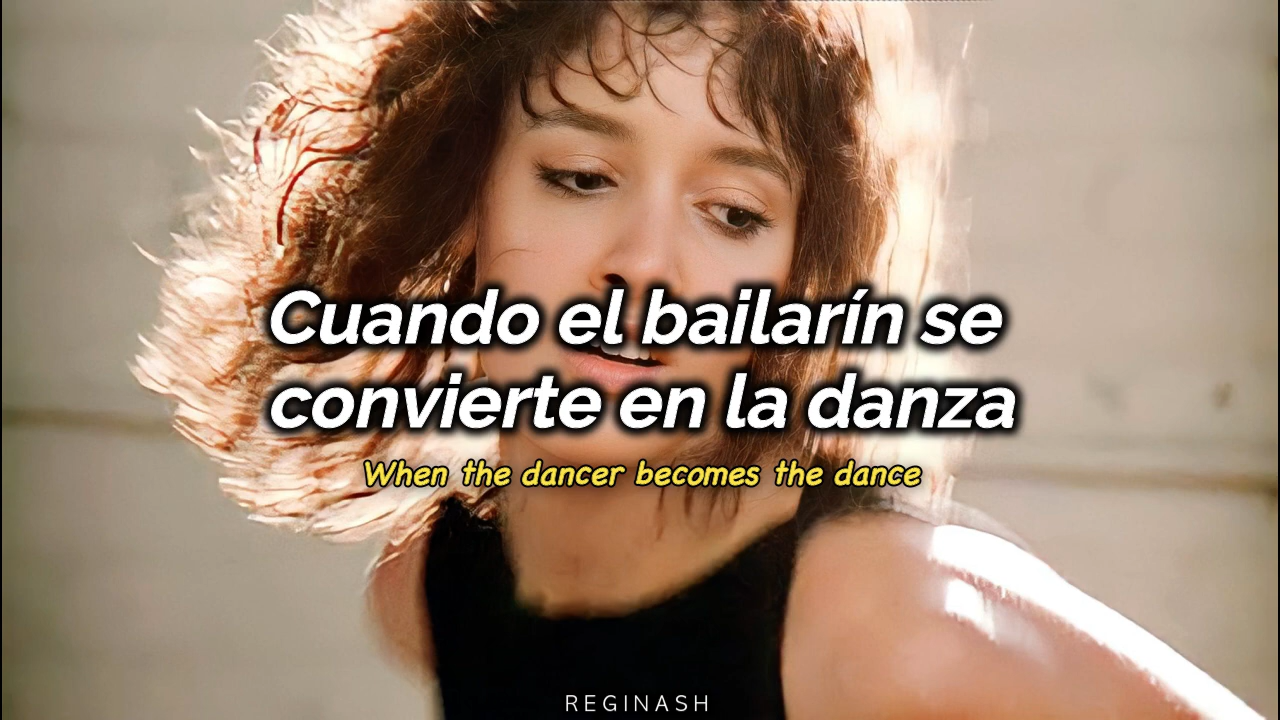 Cuando el bailarín se
convierte en la danza
When the dancer becomes the dance
REGINASH